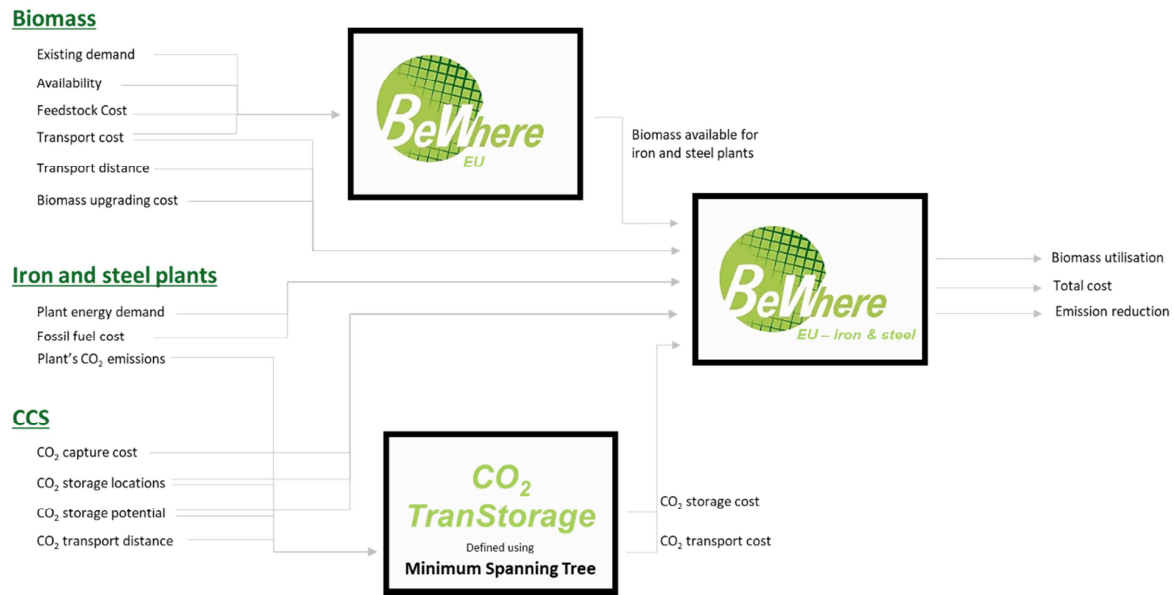 Biomass
Existing demand
Availability
Feedstock Cost
Transport cost
Transport distance
Biomass upgrading cost
BeWhere
EU
Biomass available for
iron and steel plants
Iron and steel plants
Plant energy demand
Fossil fuel cost
Plant's CO₂ emissions
BeWhere
EU – iron & steel
Biomass utilisation
Total cost
Emission reduction
CCS
CO₂ capture cost
CO₂ storage locations
CO₂ storage potential
CO₂ transport distance
CO₂
TranStorage
Defined using
Minimum Spanning Tree
CO₂ storage cost
CO₂ transport cost